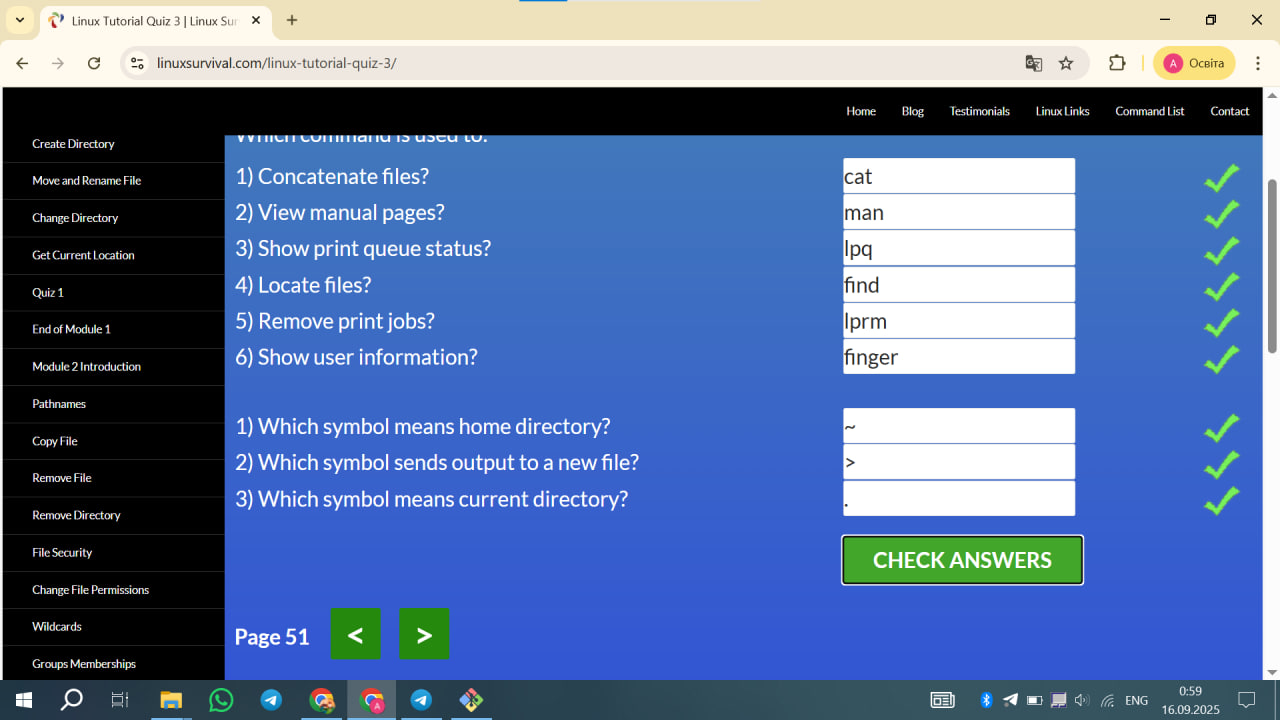 Linux Tutorial Quiz 3 | Linux Sur
linuxsurvival.com/linux-tutorial-quiz-3/
A Освіта
Home Blog Testimonials Linux Links Command List Contact
Create Directory
Move and Rename File
Change Directory
Get Current Location
Quiz 1
End of Module 1
Module 2 Introduction
Pathnames
Copy File
Remove File
Remove Directory
File Security
Change File Permissions
Wildcards
Groups Memberships
Which command is used to:
1) Concatenate files? cat
2) View manual pages? man
3) Show print queue status? lpq
4) Locate files? find
5) Remove print jobs? lprm
6) Show user information? finger
1) Which symbol means home directory? ~
2) Which symbol sends output to a new file? >
3) Which symbol means current directory? .
CHECK ANSWERS
Page 51 < >
A
ENG
0:59
16.09.2025